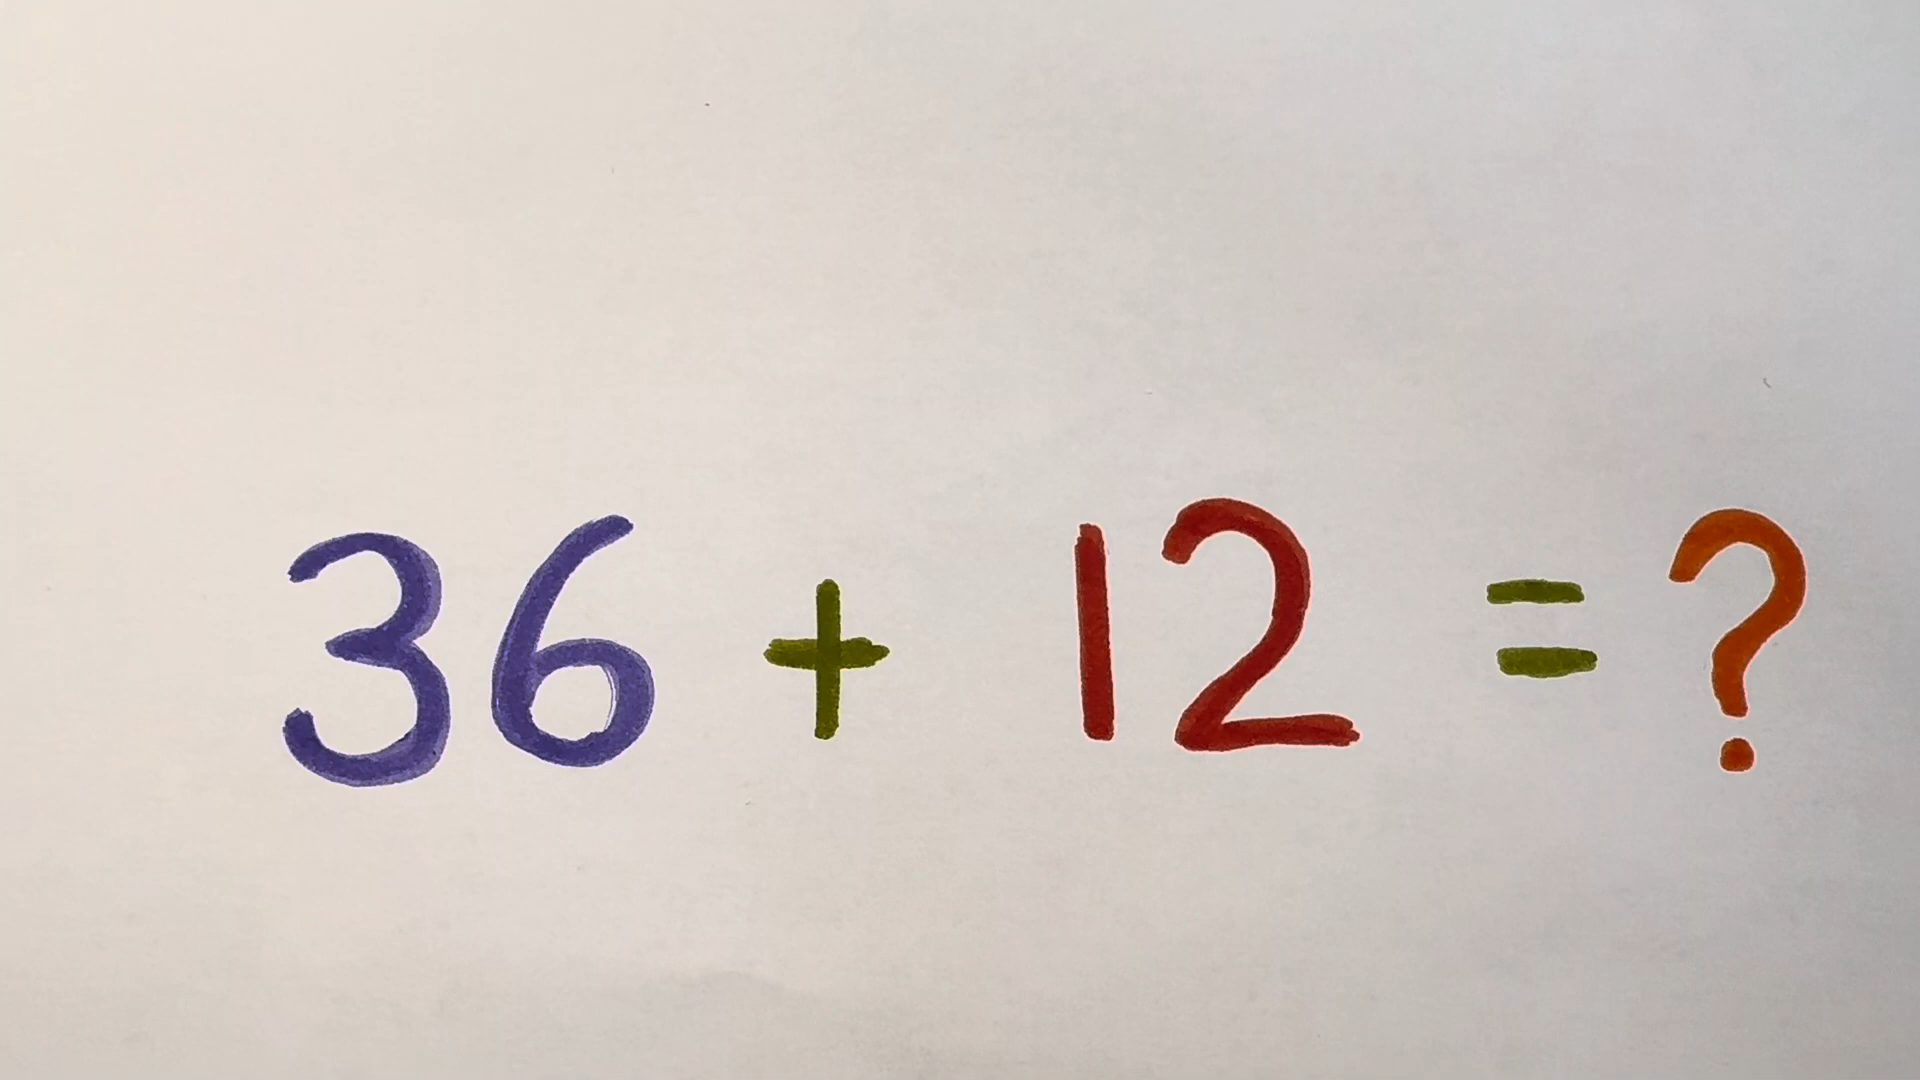 36 + 12 = ?